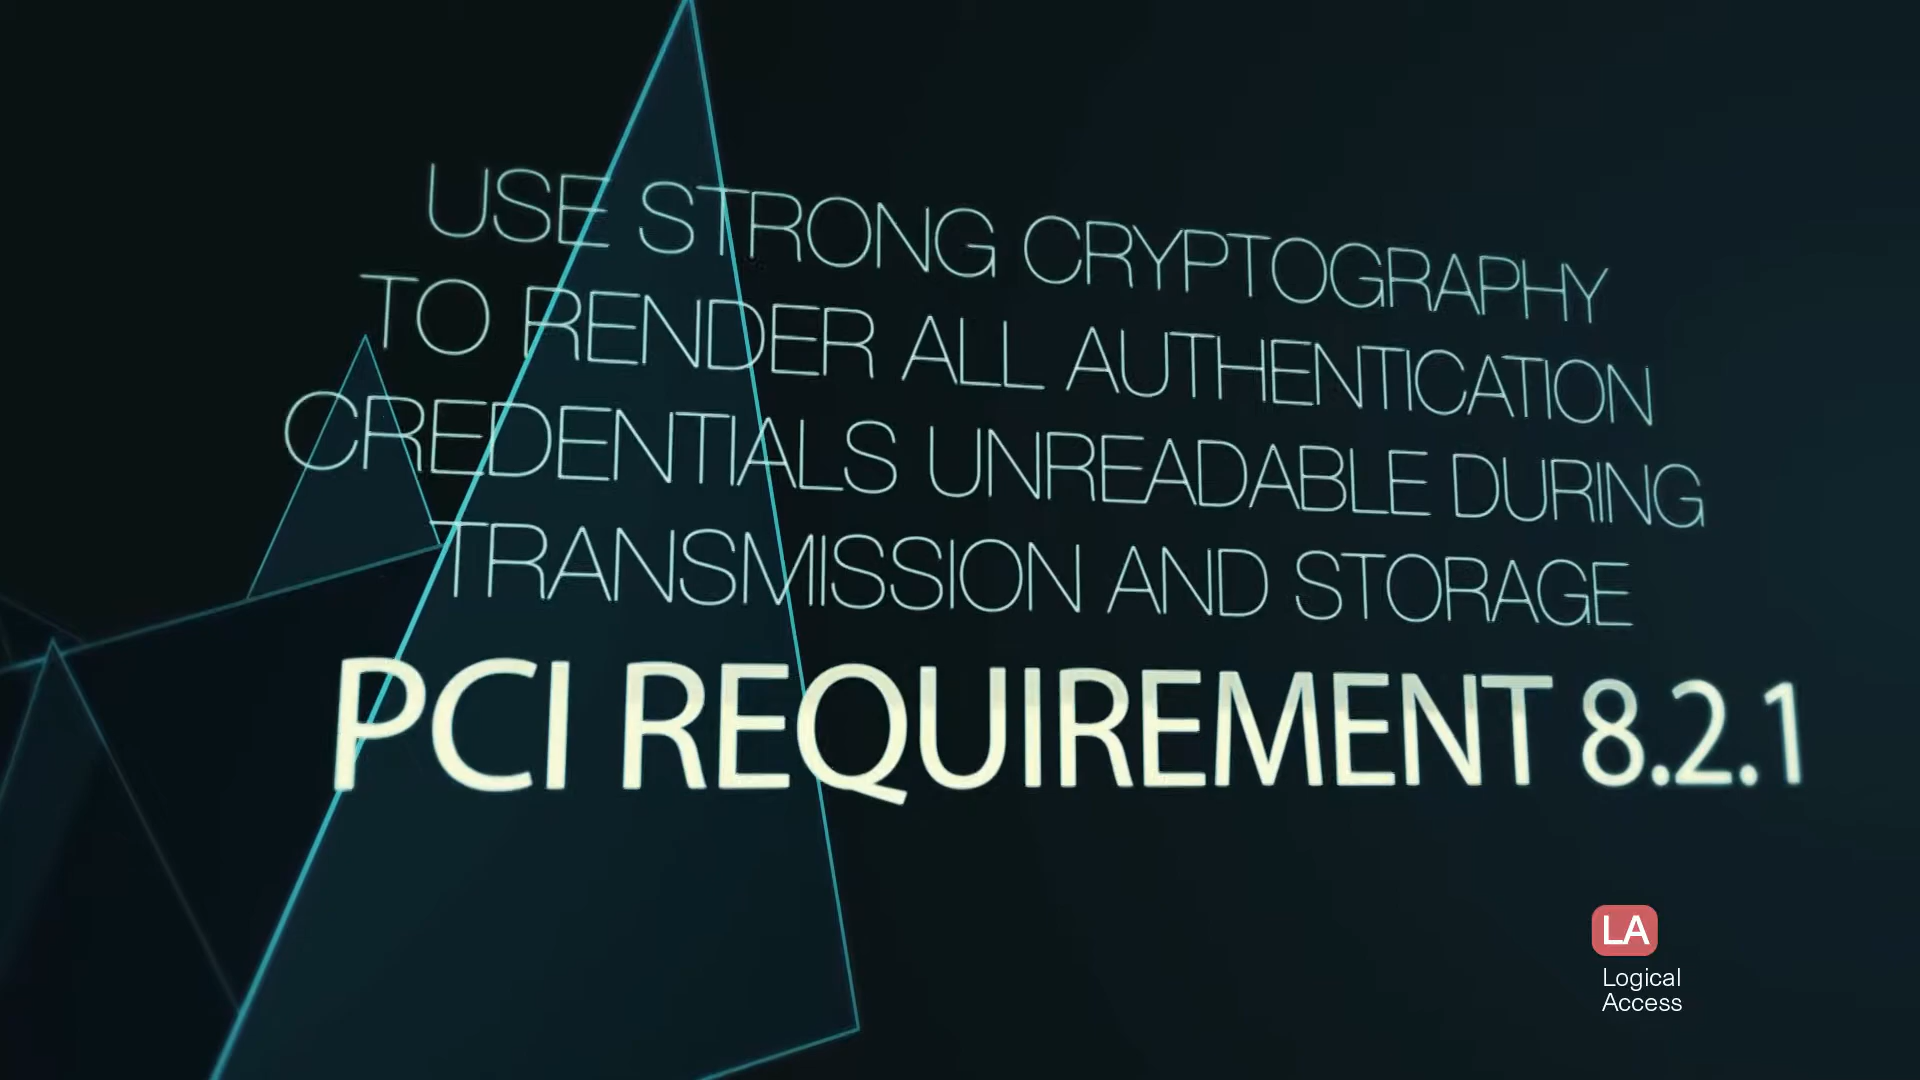 USE STRONG CRYPTOGRAPHY
TO RENDER ALL AUTHENTICATION
CREDENTIALS UNREADABLE DURING
TRANSMISSION AND STORAGE
PCI REQUIREMENT 8.2.1
LA
Logical
Access